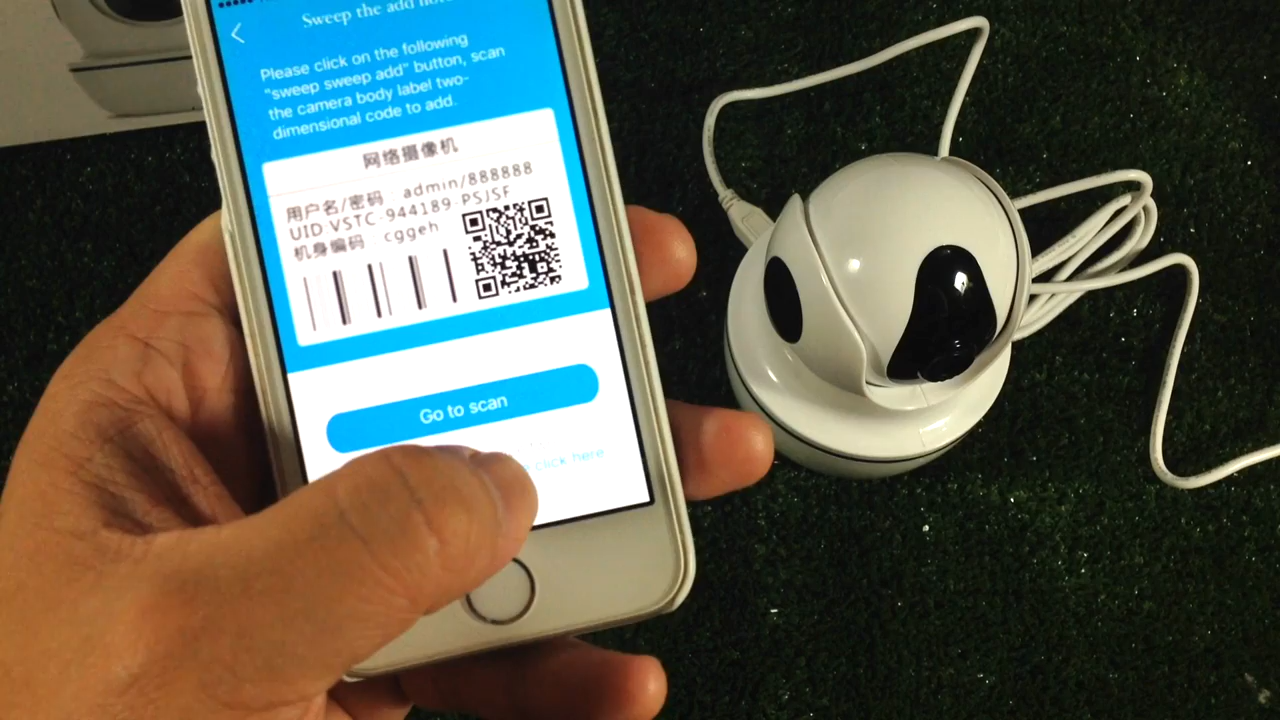 Sweep the add
Please click on the following
"sweep sweep add" button, scan
the camera body label two-
dimensional code to add.
网络摄像机
用户名/密码 : admin/888888
UID:VSTC-944189-PSJSF
机身编码 : cggeh
Go to scan
click here